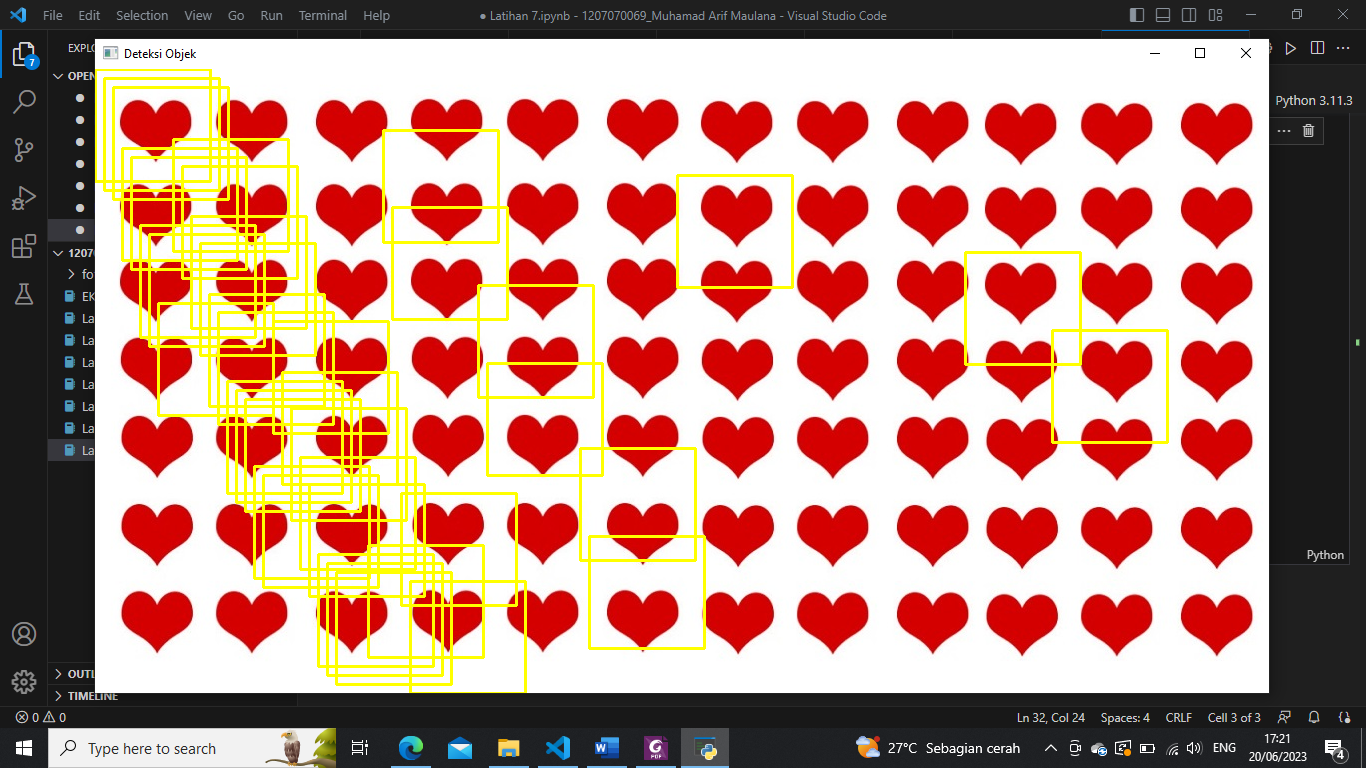 File Edit Selection View Go Run Terminal Help
● Latihan 7.ipynb - 1207070069_Muhamad Arif Maulana - Visual Studio Code
Deteksi Objek
EXPLO
OPEN
Python 3.11.3
7
12070
fo
EK
La
La
La
La
La
La
La
Python
OUTL
TIMELINE
0 0
Ln 32, Col 24 Spaces: 4 CRLF Cell 3 of 3
Type here to search
27°C Sebagian cerah
ENG
17:21
20/06/2023
4